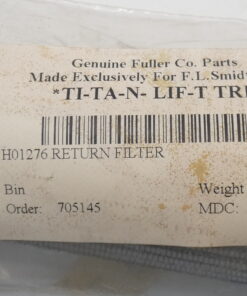 Genuine Fuller Co. Parts
Made Exclusively For F.L.Smid
*TI-TA-N- LIF-T TR
H01276 RETURN FILTER
Bin Weight
Order: 705145 MDC: